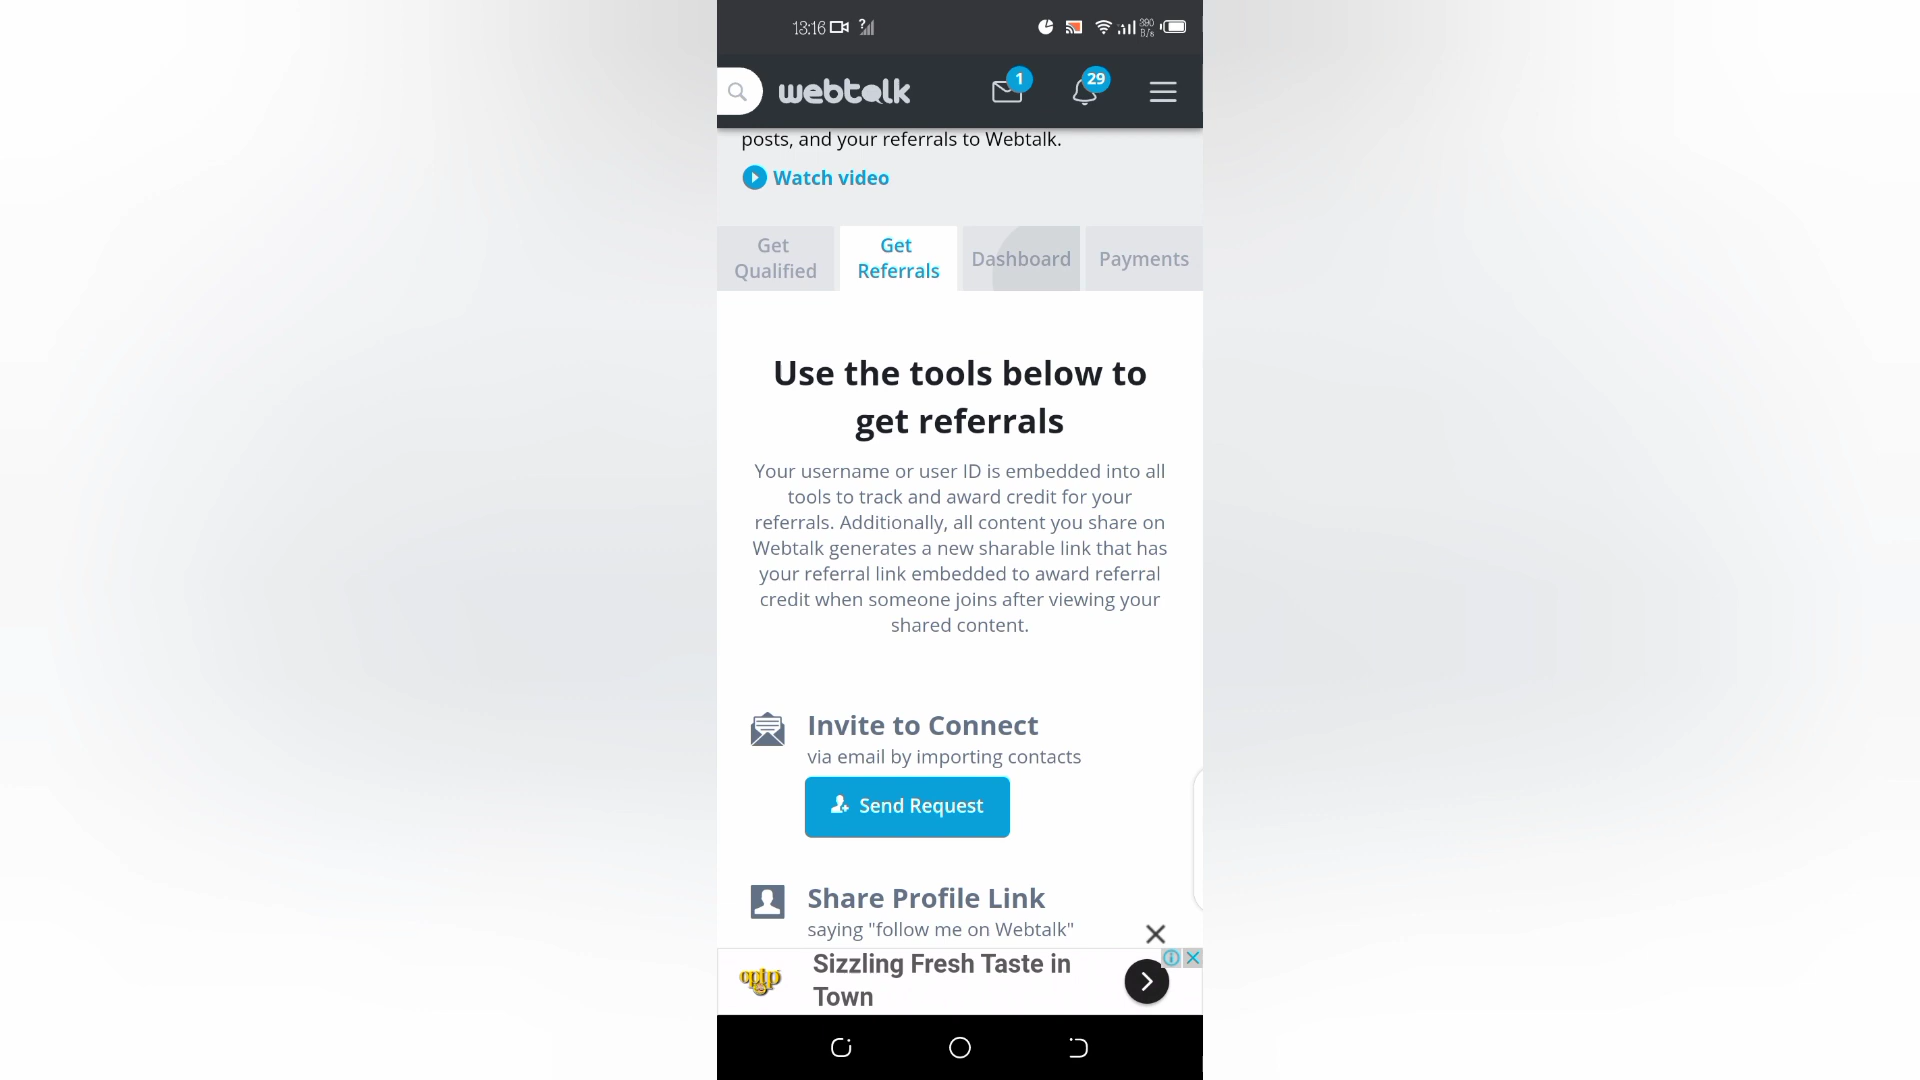 13:16
?
390
B/s
webtalk
1
29
posts, and your referrals to Webtalk.
Watch video
Get
Qualified
Get
Referrals
Dashboard
Payments
Use the tools below to
get referrals
Your username or user ID is embedded into all
tools to track and award credit for your
referrals. Additionally, all content you share on
Webtalk generates a new sharable link that has
your referral link embedded to award referral
credit when someone joins after viewing your
shared content.
Invite to Connect
via email by importing contacts
Send Request
Share Profile Link
saying "follow me on Webtalk"
Sizzling Fresh Taste in
Town